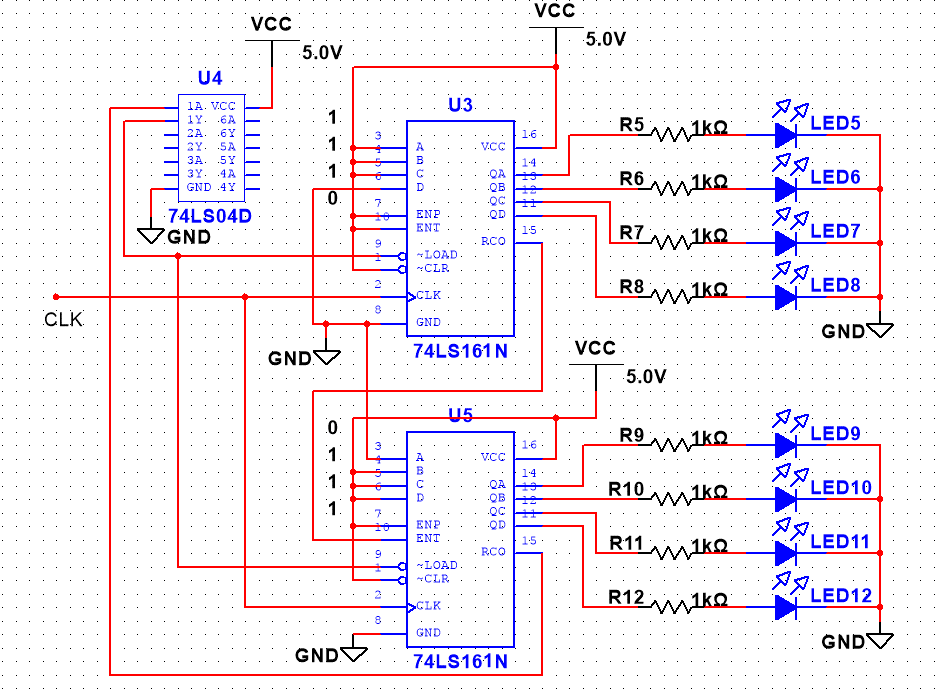 VCC
5.0V
VCC
5.0V
U4
1A VCC
1Y 6A
2A 6Y
2Y 5A
3A 5Y
3Y 4A
GND 4Y
74LS04D
GND
U3
1
1
1
0
3 A
4 B
5 C
6 D
7 ENP
10 ENT
9 ~LOAD
1 ~CLR
2 CLK
8 GND
VCC 16
QA 14
QB 13
QC 12
QD 11
RCO 15
74LS161N
GND
CLK
R5 1kΩ LED5
R6 1kΩ LED6
R7 1kΩ LED7
R8 1kΩ LED8
GND
VCC
5.0V
U5
0
1
1
1
3 A
4 B
5 C
6 D
7 ENP
10 ENT
9 ~LOAD
1 ~CLR
2 CLK
8 GND
VCC 16
QA 14
QB 13
QC 12
QD 11
RCO 15
74LS161N
GND
R9 1kΩ LED9
R10 1kΩ LED10
R11 1kΩ LED11
R12 1kΩ LED12
GND